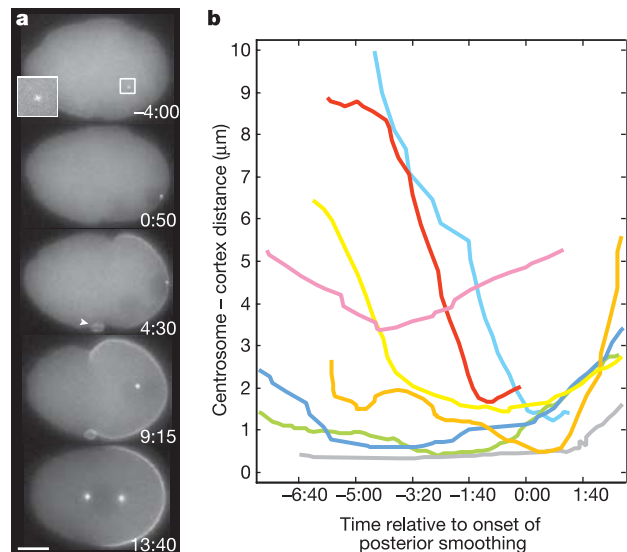 a
–4:00
0:50
4:30
9:15
13:40
b
Centrosome – cortex distance (μm)
10
9
8
7
6
5
4
3
2
1
0
–6:40 –5:00 –3:20 –1:40 0:00 1:40
Time relative to onset of
posterior smoothing